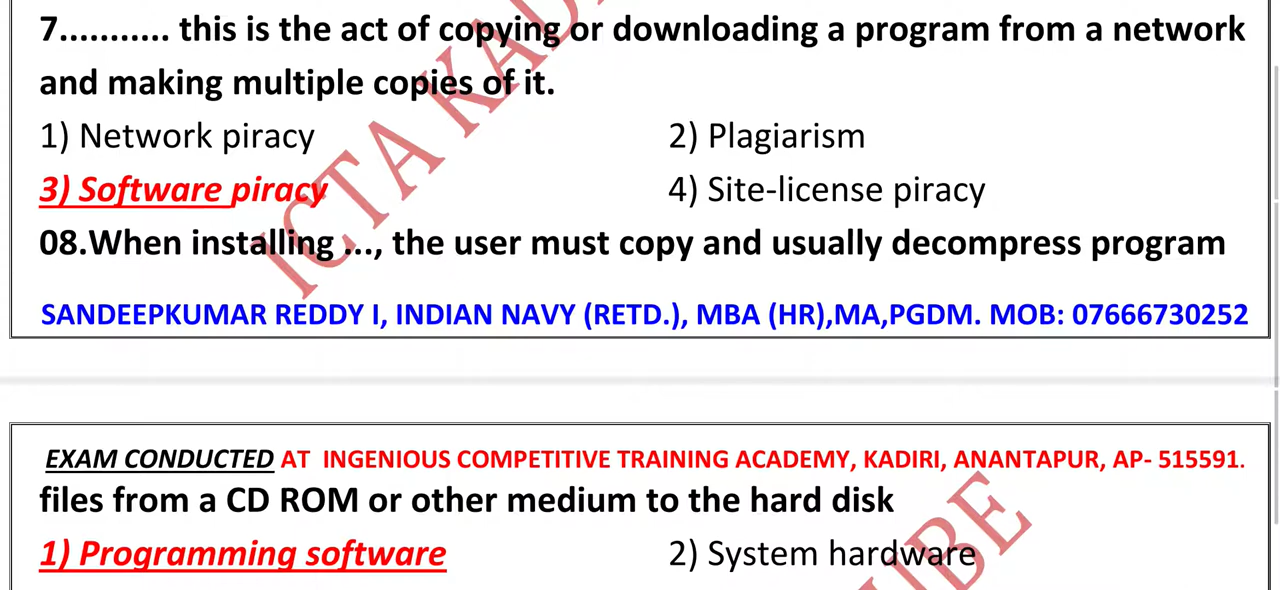 7........... this is the act of copying or downloading a program from a network
and making multiple copies of it.
1) Network piracy 2) Plagiarism
3) Software piracy 4) Site-license piracy
08.When installing ..., the user must copy and usually decompress program
SANDEEPKUMAR REDDY I, INDIAN NAVY (RETD.), MBA (HR),MA,PGDM. MOB: 07666730252
EXAM CONDUCTED AT INGENIOUS COMPETITIVE TRAINING ACADEMY, KADIRI, ANANTAPUR, AP- 515591.
files from a CD ROM or other medium to the hard disk
1) Programming software 2) System hardware
ICTA KADI
UBE